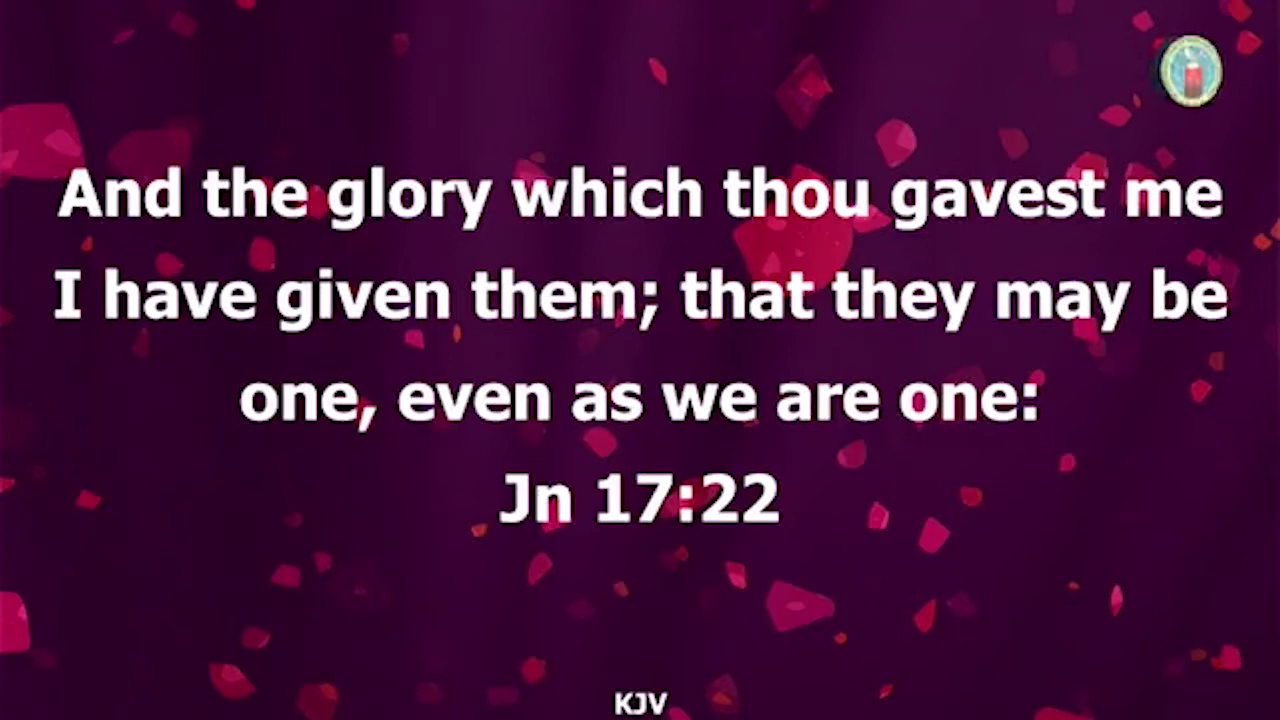 And the glory which thou gavest me
I have given them; that they may be
one, even as we are one:
Jn 17:22
KJV